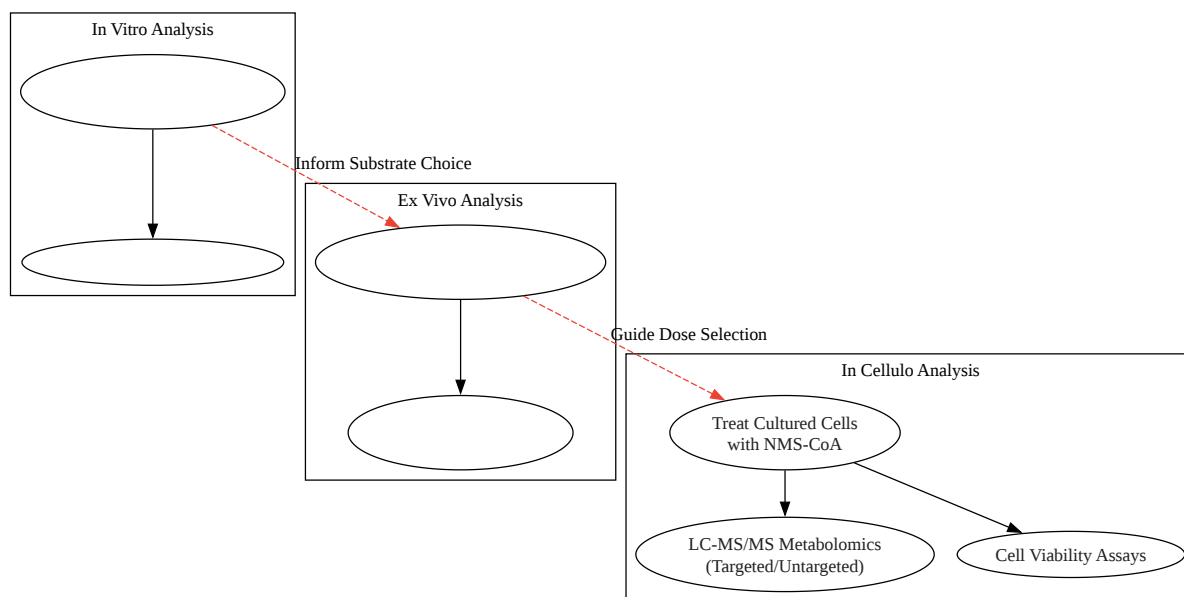 In Vitro Analysis
Inform Substrate Choice
Ex Vivo Analysis
Guide Dose Selection
In Cellulo Analysis
Treat Cultured Cells
with NMS-CoA
LC-MS/MS Metabolomics
(Targeted/Untargeted)
Cell Viability Assays